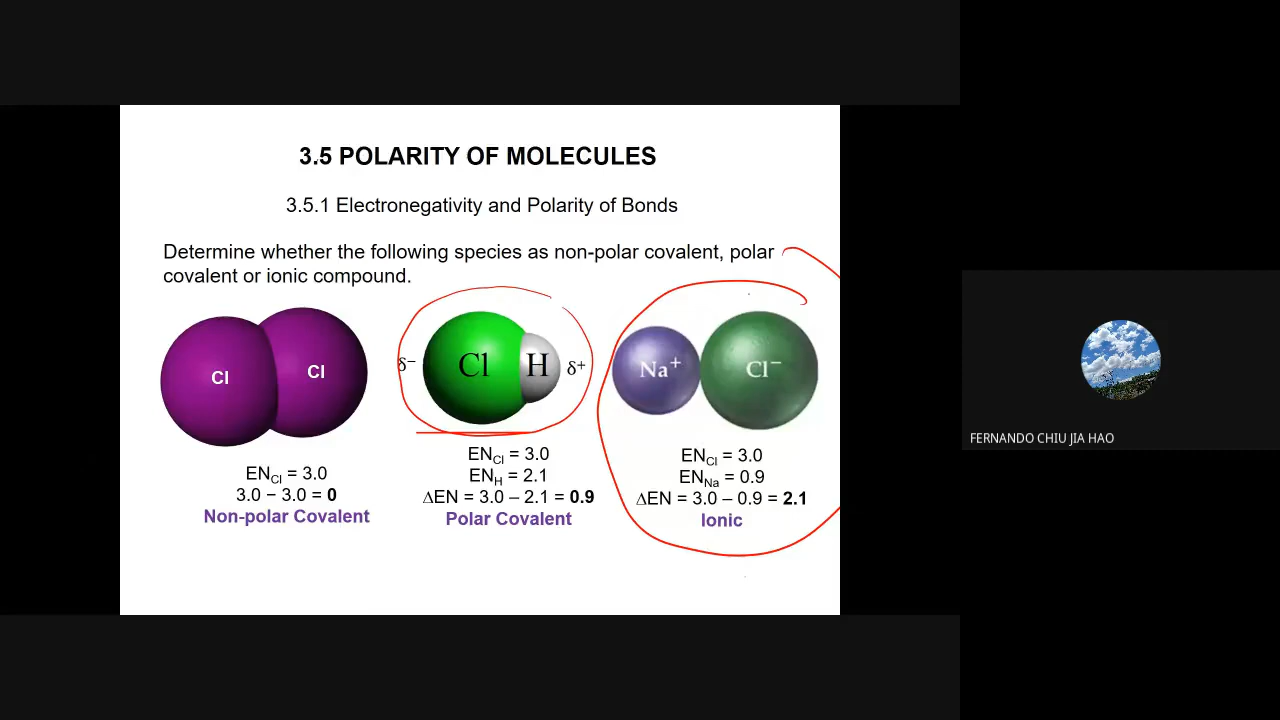 3.5 POLARITY OF MOLECULES
3.5.1 Electronegativity and Polarity of Bonds
Determine whether the following species as non-polar covalent, polar
covalent or ionic compound.
Cl Cl
δ⁻ Cl H δ⁺
Na⁺ Cl⁻
EN_Cl = 3.0
3.0 − 3.0 = 0
Non-polar Covalent
EN_Cl = 3.0
EN_H = 2.1
ΔEN = 3.0 – 2.1 = 0.9
Polar Covalent
EN_Cl = 3.0
EN_Na = 0.9
ΔEN = 3.0 – 0.9 = 2.1
Ionic
FERNANDO CHIU JIA HAO